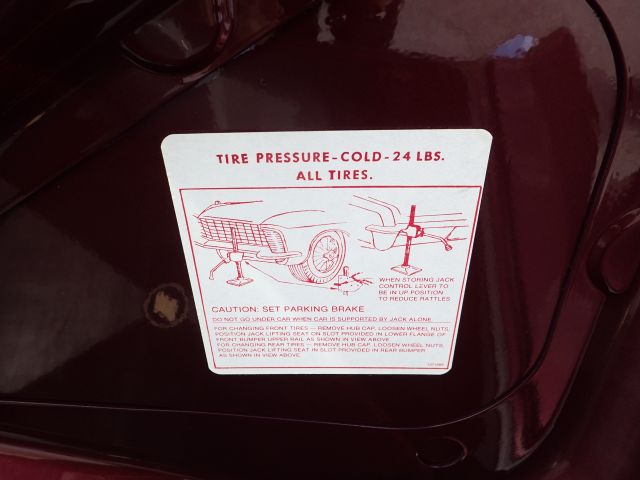 TIRE PRESSURE-COLD-24 LBS.
ALL TIRES.
WHEN STORING JACK
CONTROL LEVER TO
BE IN UP POSITION
TO REDUCE RATTLES
CAUTION: SET PARKING BRAKE
DO NOT GO UNDER CAR WHEN CAR IS SUPPORTED BY JACK ALONE.
FOR CHANGING FRONT TIRES — REMOVE HUB CAP, LOOSEN WHEEL NUTS,
POSITION JACK LIFTING SEAT ON SLOT PROVIDED IN LOWER FLANGE OF
FRONT BUMPER UPPER RAIL AS SHOWN IN VIEW ABOVE.
FOR CHANGING REAR TIRES — REMOVE HUB CAP, LOOSEN WHEEL NUTS,
POSITION JACK LIFTING SEAT IN SLOT PROVIDED IN REAR BUMPER
AS SHOWN IN VIEW ABOVE.